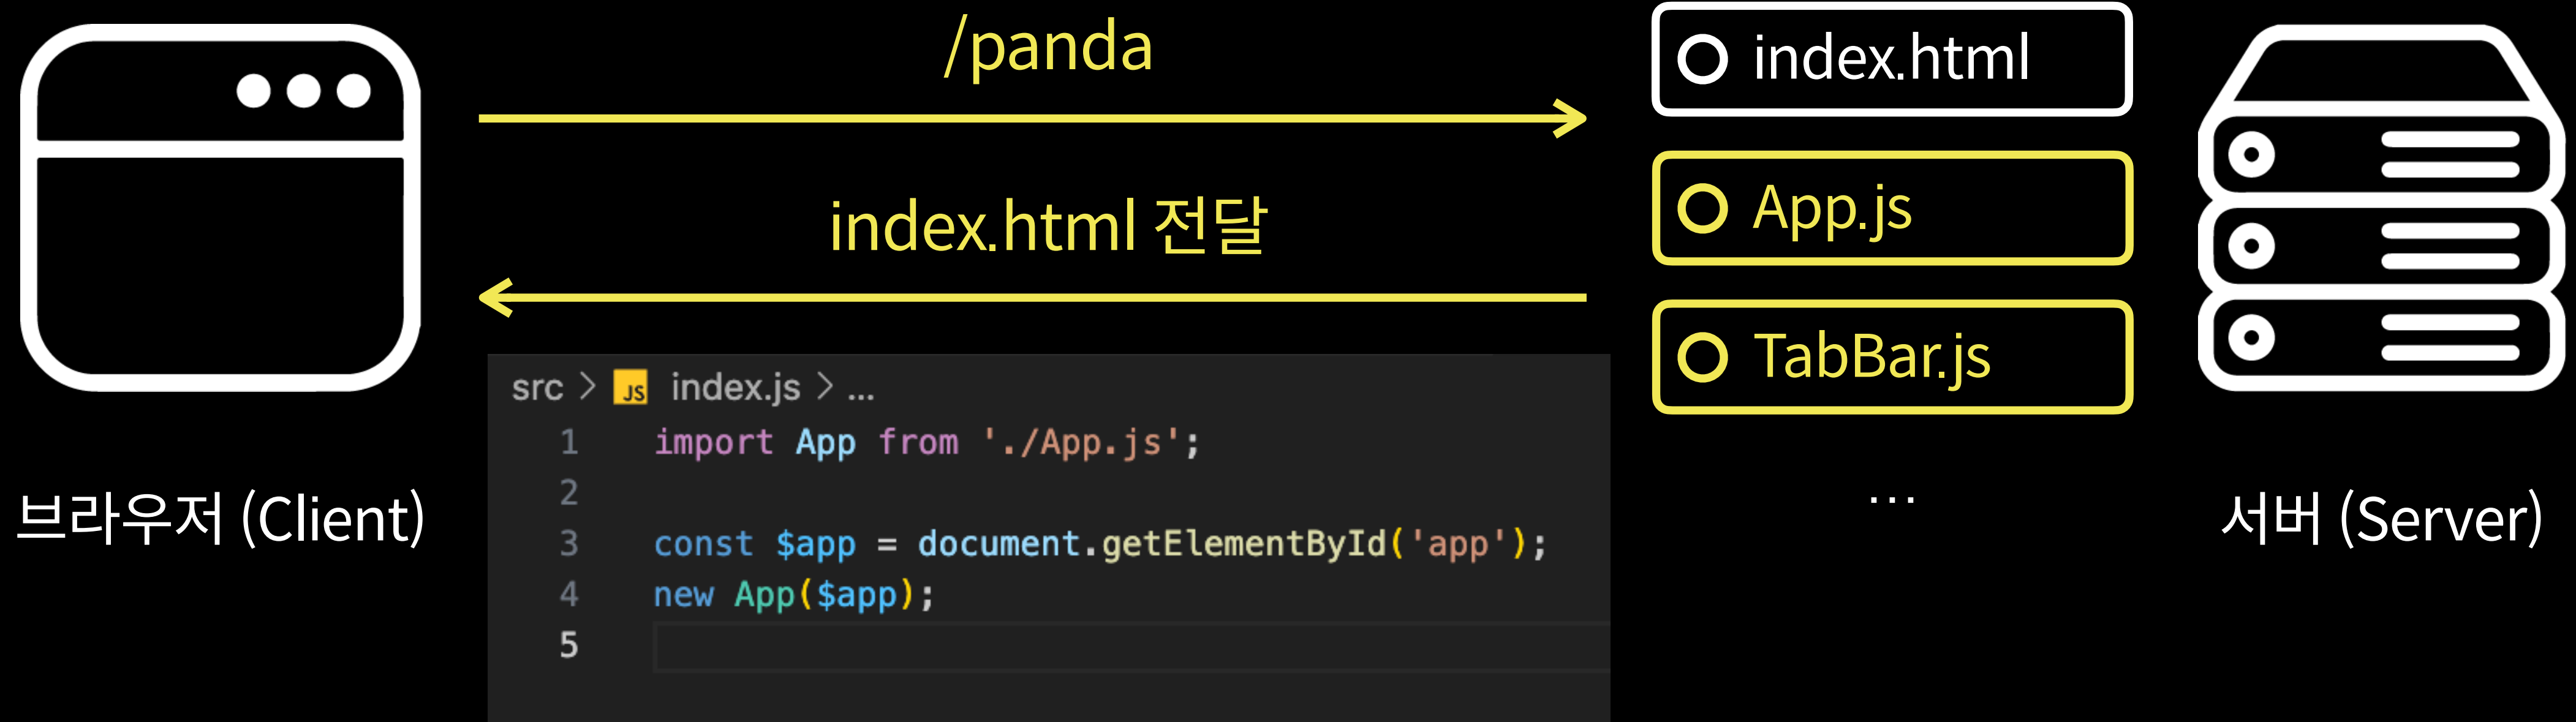 /panda
index.html 전달
index.html
App.js
TabBar.js
...
브라우저 (Client)
서버 (Server)
src > JS index.js > ...
1 import App from './App.js';
2
3 const $app = document.getElementById('app');
4 new App($app);
5